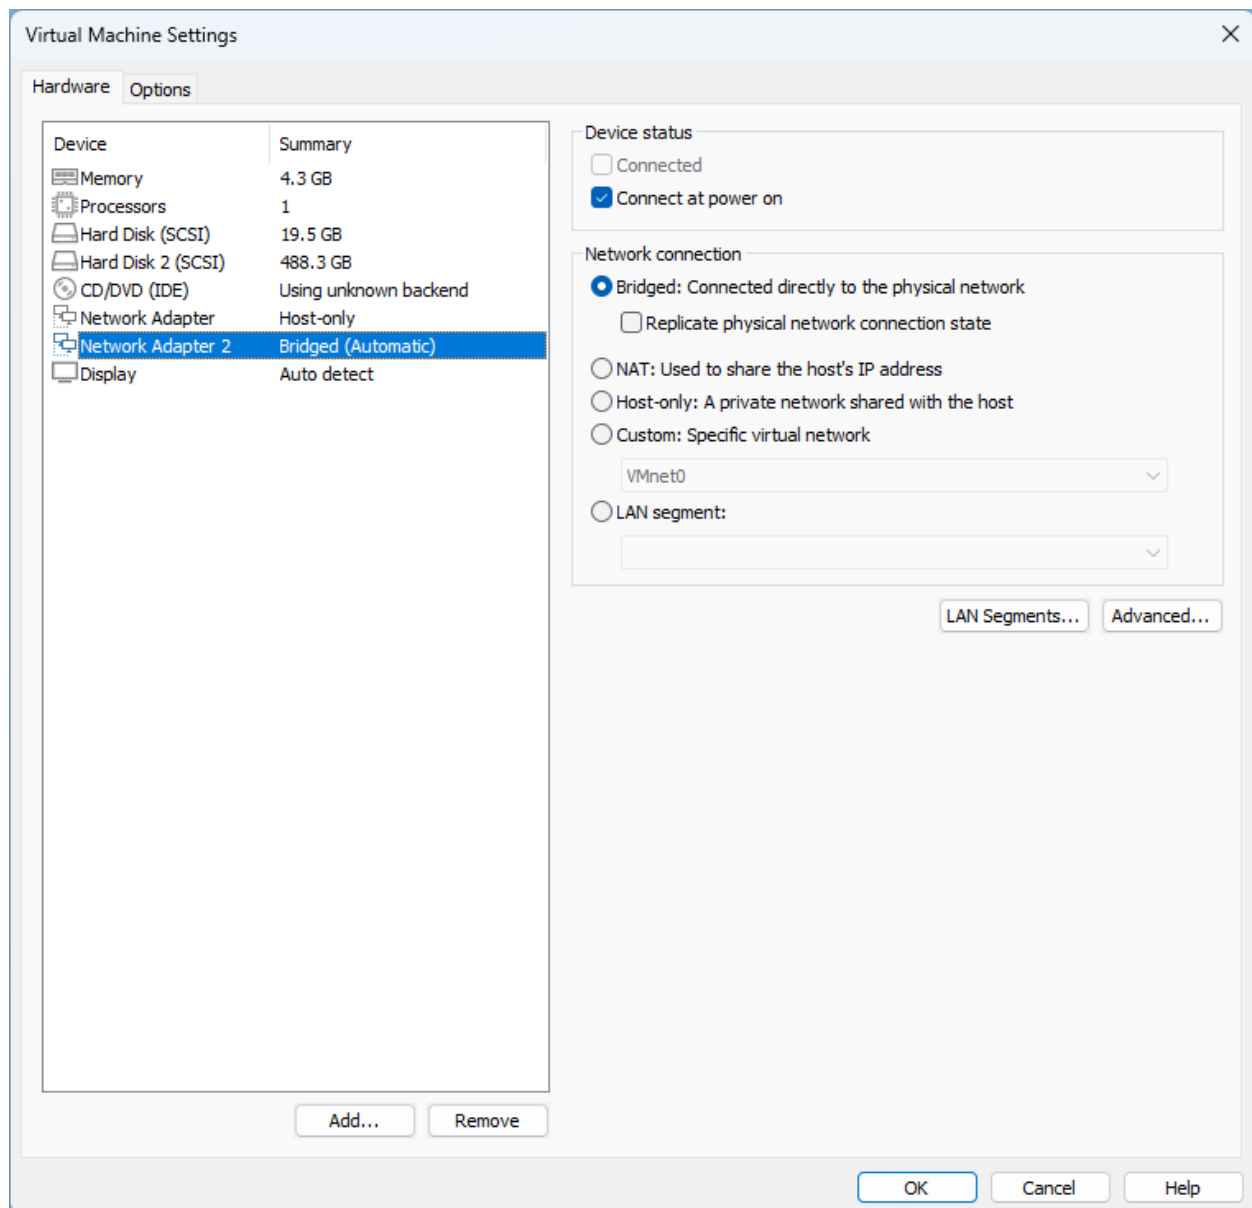 Virtual Machine Settings
Hardware
Options
Device Summary
Memory 4.3 GB
Processors 1
Hard Disk (SCSI) 19.5 GB
Hard Disk 2 (SCSI) 488.3 GB
CD/DVD (IDE) Using unknown backend
Network Adapter Host-only
Network Adapter 2 Bridged (Automatic)
Display Auto detect
Add...
Remove
Device status
Connected
Connect at power on
Network connection
Bridged: Connected directly to the physical network
Replicate physical network connection state
NAT: Used to share the host's IP address
Host-only: A private network shared with the host
Custom: Specific virtual network
VMnet0
LAN segment:
LAN Segments...
Advanced...
OK
Cancel
Help